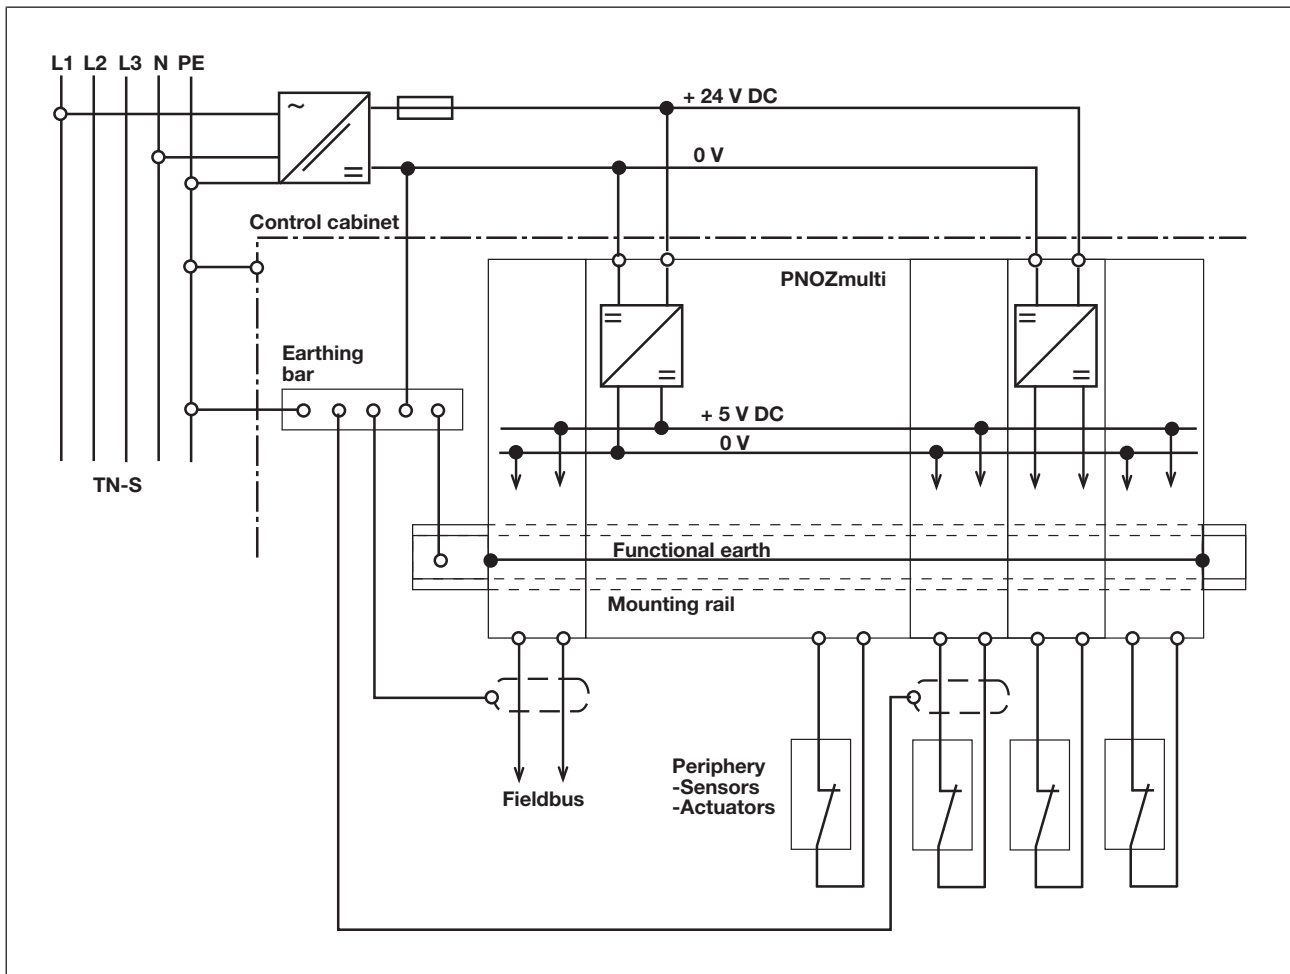 L1 L2 L3 N PE
+ 24 V DC
0 V
Control cabinet
PNOZmulti
Earthing
bar
+ 5 V DC
0 V
TN-S
Functional earth
Mounting rail
Periphery
-Sensors
-Actuators
Fieldbus